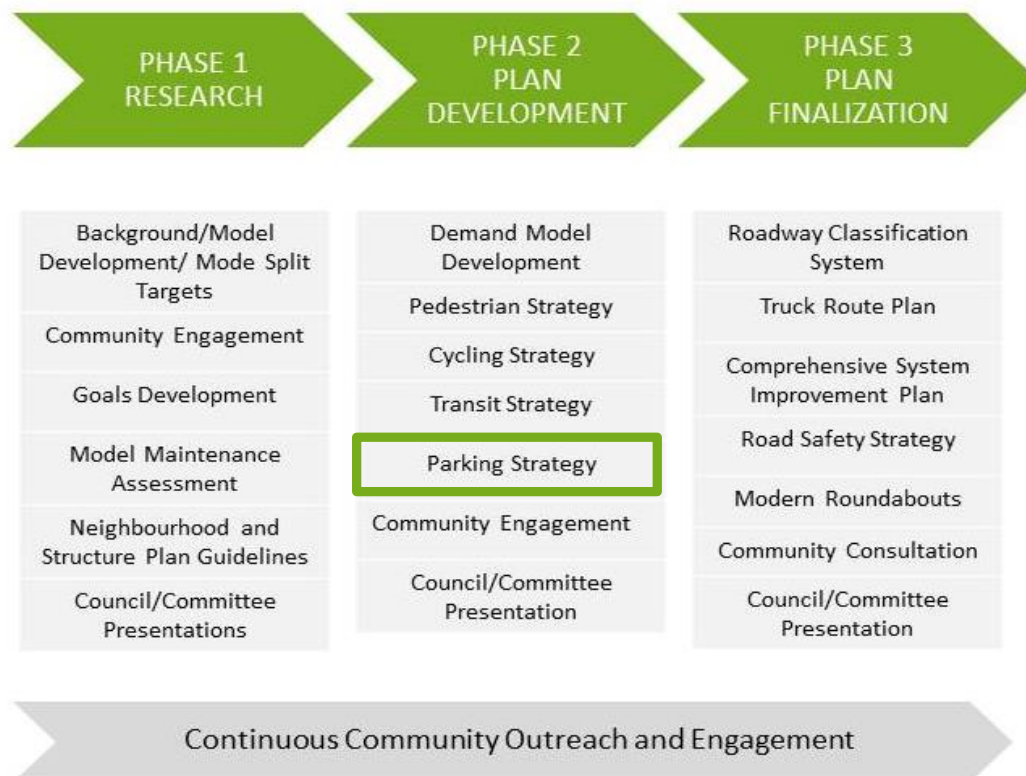 PHASE 1
RESEARCH
PHASE 2
PLAN
DEVELOPMENT
PHASE 3
PLAN
FINALIZATION
Background/Model
Development/ Mode Split
Targets
Community Engagement
Goals Development
Model Maintenance
Assessment
Neighbourhood and
Structure Plan Guidelines
Council/Committee
Presentations
Demand Model
Development
Pedestrian Strategy
Cycling Strategy
Transit Strategy
Parking Strategy
Community Engagement
Council/Committee
Presentation
Roadway Classification
System
Truck Route Plan
Comprehensive System
Improvement Plan
Road Safety Strategy
Modern Roundabouts
Community Consultation
Council/Committee
Presentation
Continuous Community Outreach and Engagement